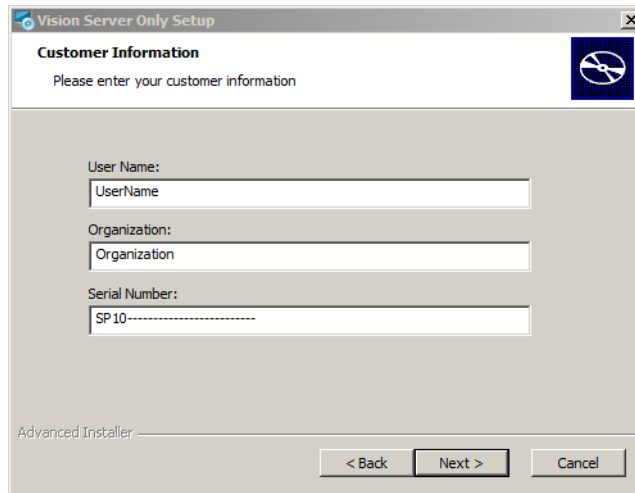 Vision Server Only Setup
Customer Information
Please enter your customer information
User Name:
UserName
Organization:
Organization
Serial Number:
SP10-------------------------
Advanced Installer
< Back Next > Cancel